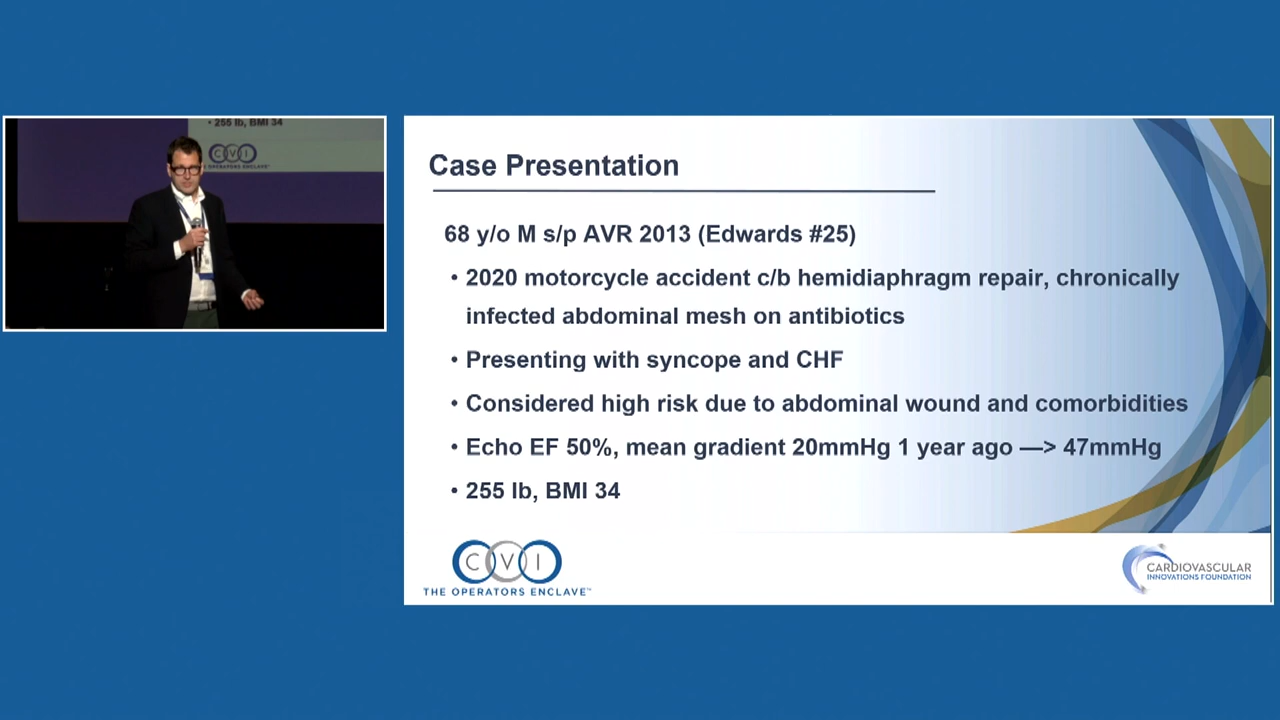 • 255 lb, BMI 34
CVI
Case Presentation
68 y/o M s/p AVR 2013 (Edwards #25)
• 2020 motorcycle accident c/b hemidiaphragm repair, chronically
infected abdominal mesh on antibiotics
• Presenting with syncope and CHF
• Considered high risk due to abdominal wound and comorbidities
• Echo EF 50%, mean gradient 20mmHg 1 year ago —> 47mmHg
• 255 lb, BMI 34
CVI
THE OPERATORS ENCLAVE™
CARDIOVASCULAR
INNOVATIONS FOUNDATION